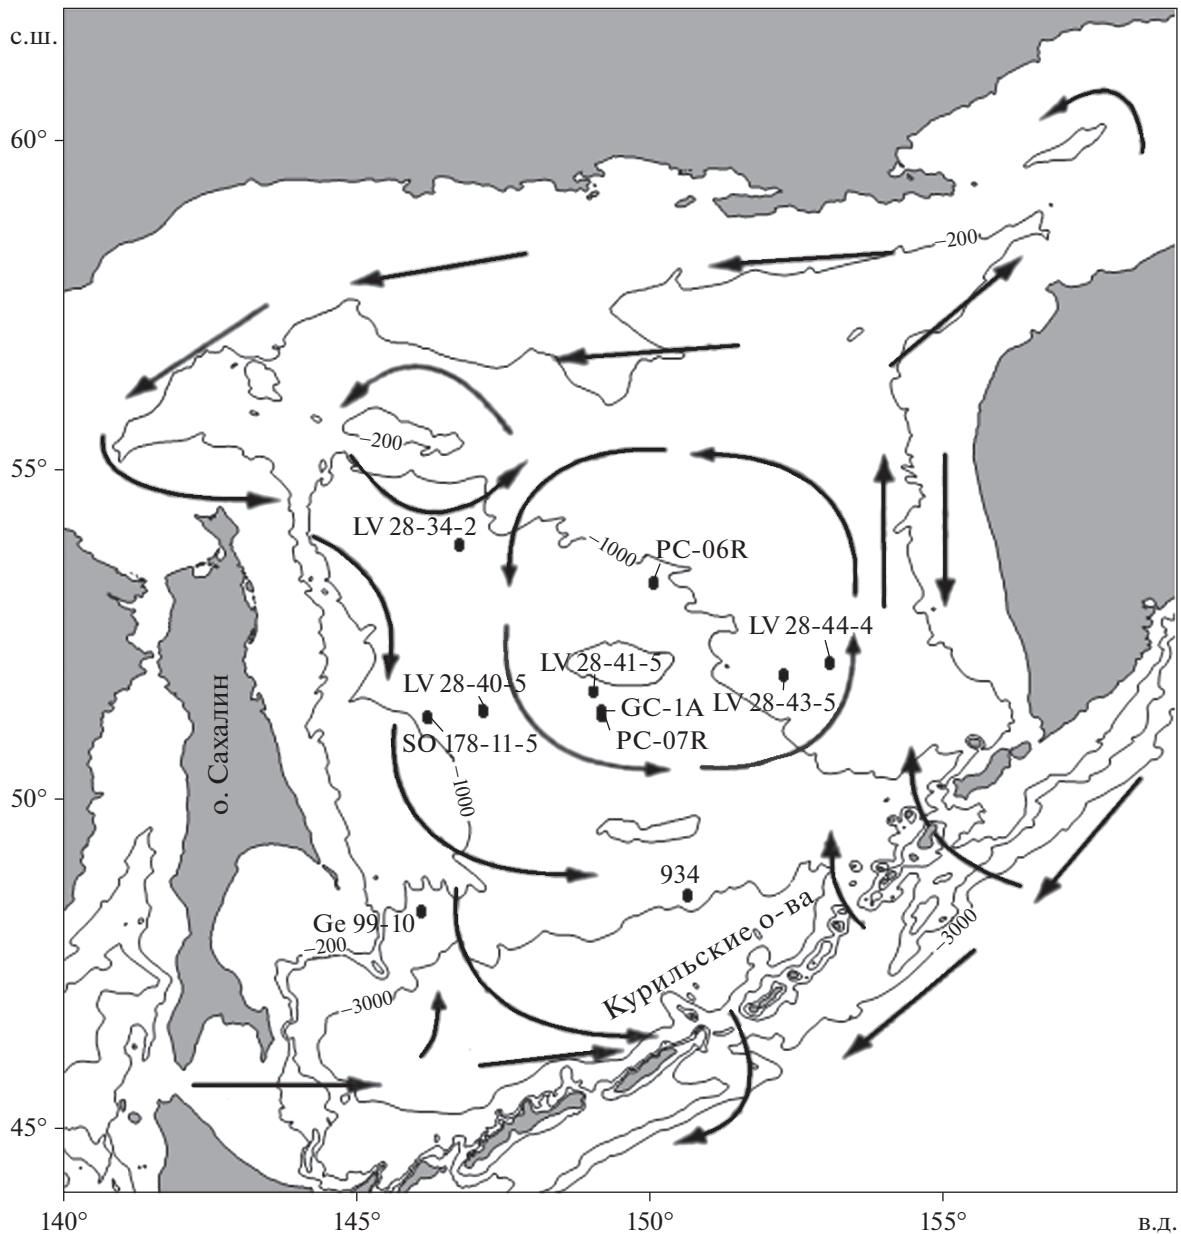 с.ш.
60°
–200
55°
–200
LV 28-34-2
–1000
PC-06R
LV 28-44-4
LV 28-41-5
LV 28-40-5
LV 28-43-5
GC-1A
SO 178-11-5
PC-07R
о. Сахалин
–1000
50°
934
Ge 99-10
Курильские о-ва
–200
–3000
–3000
45°
140°
145°
150°
155°
в.д.